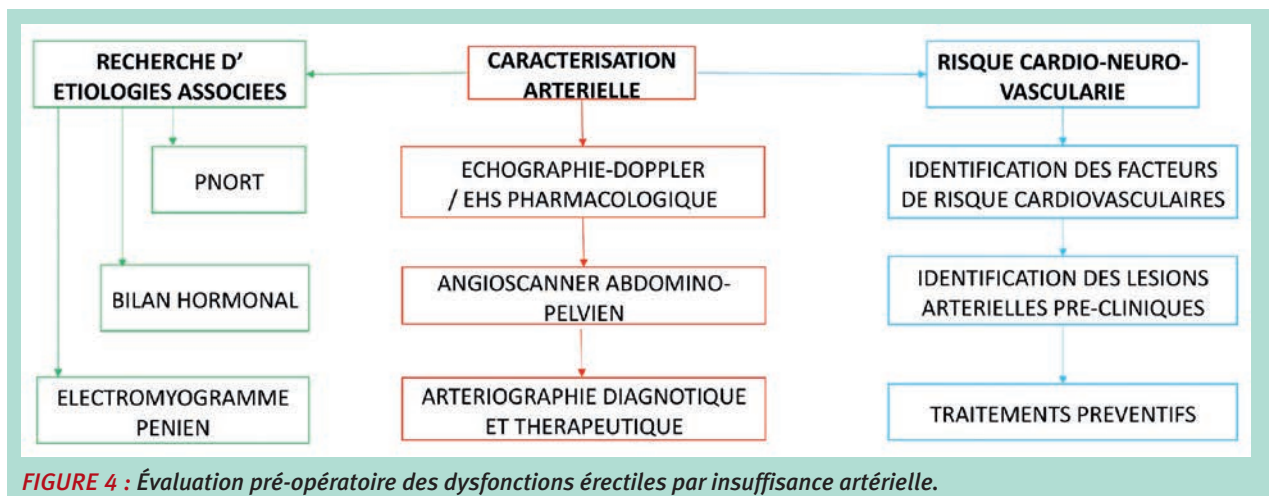 RECHERCHE D'
ETIOLOGIES ASSOCIEES
PNORT
BILAN HORMONAL
ELECTROMYOGRAMME
PENIEN
CARACTERISATION
ARTERIELLE
ECHOGRAPHIE-DOPPLER
/ EHS PHARMACOLOGIQUE
ANGIOSCANNER ABDOMINO-
PELVIEN
ARTERIOGRAPHIE DIAGNOTIQUE
ET THERAPEUTIQUE
RISQUE CARDIO-NEURO-
VASCULARIE
IDENTIFICATION DES FACTEURS
DE RISQUE CARDIOVASCULAIRES
IDENTIFICATION DES LESIONS
ARTERIELLES PRE-CLINIQUES
TRAITEMENTS PREVENTIFS
FIGURE 4 : Évaluation pré-opératoire des dysfonctions érectiles par insuffisance artérielle.